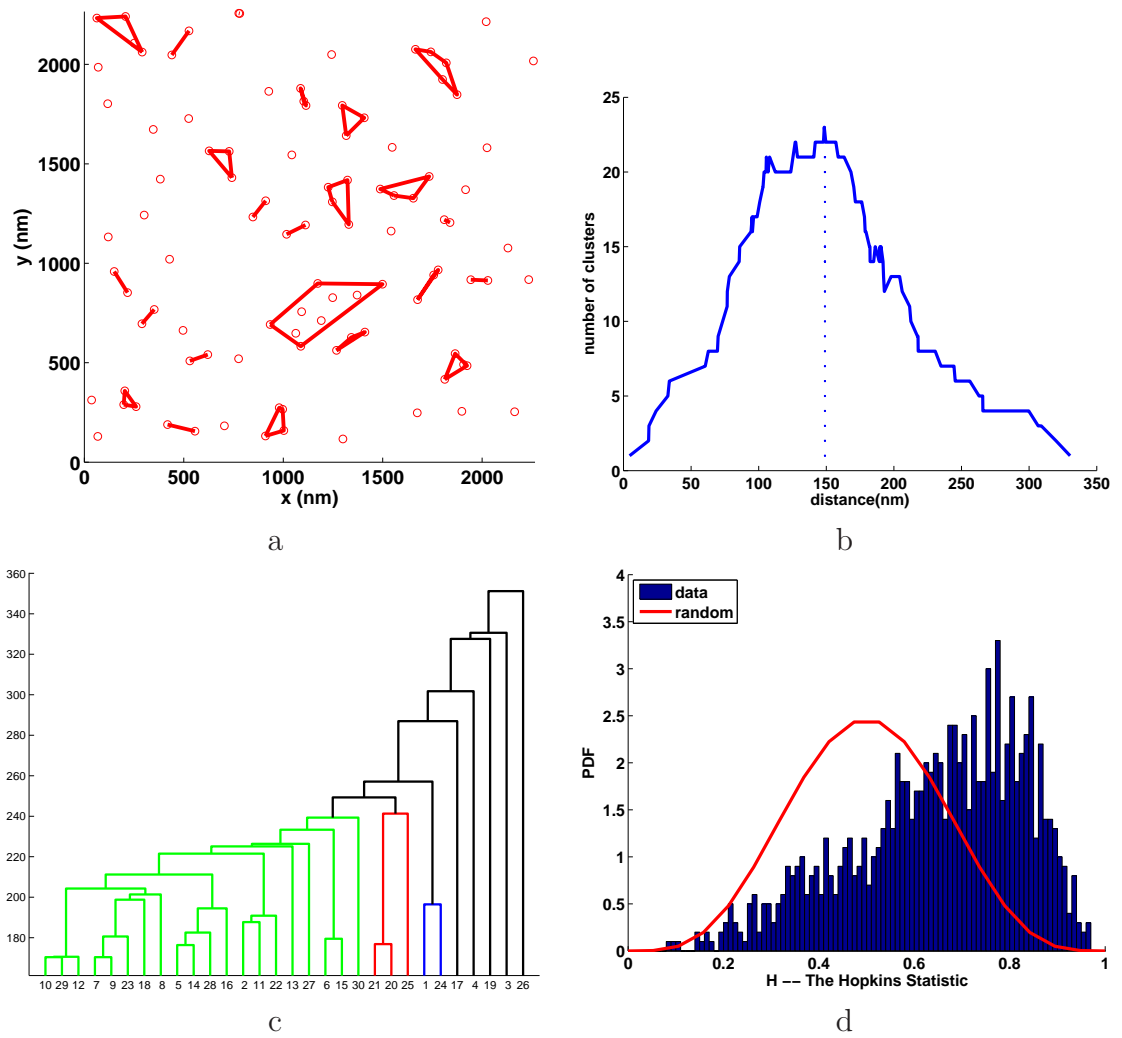 2000
1500
1000
500
0
y (nm)
0 500 1000 1500 2000
x (nm)
a
25
20
15
10
5
0
number of clusters
0 50 100 150 200 250 300 350
distance(nm)
b
360
340
320
300
280
260
240
220
200
180
10 29 12 7 9 23 18 8 5 14 28 16 2 11 22 13 27 6 15 30 21 20 25 1 24 17 4 19 3 26
c
4
3.5
3
2.5
2
1.5
1
0.5
0
PDF
data
random
0 0.2 0.4 0.6 0.8 1
H −− The Hopkins Statistic
d